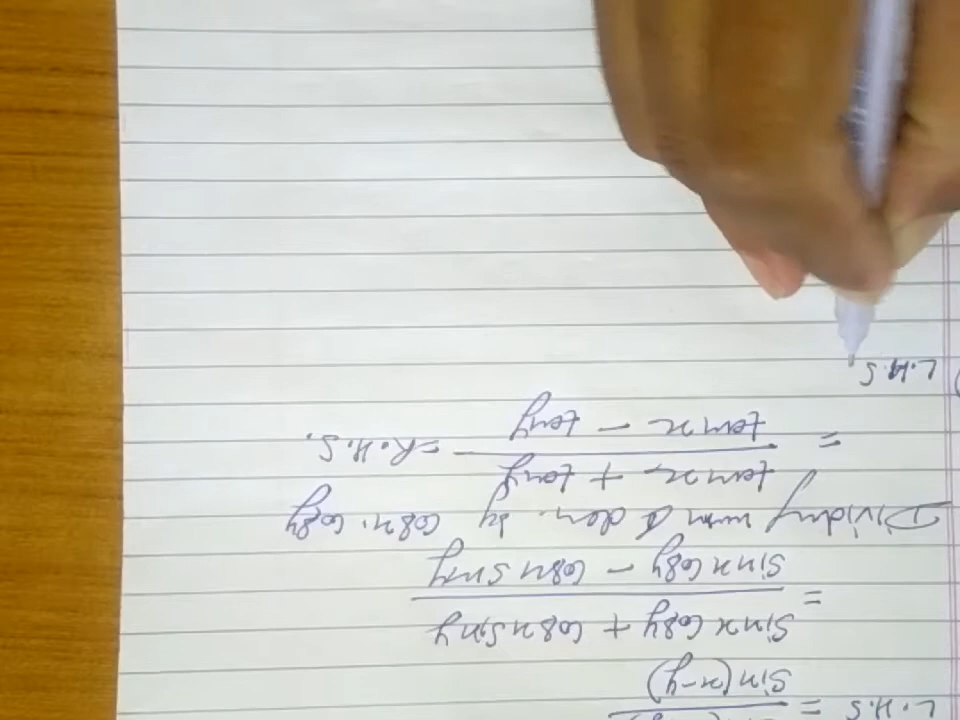 L.H.S =
sin(x-y)
= sinx cosy + cosx siny
sinx cosy - cosx siny
Dividing num & den. by cosx. cosy
= tanx + tany = R.H.S.
tanx - tany
L.H.S